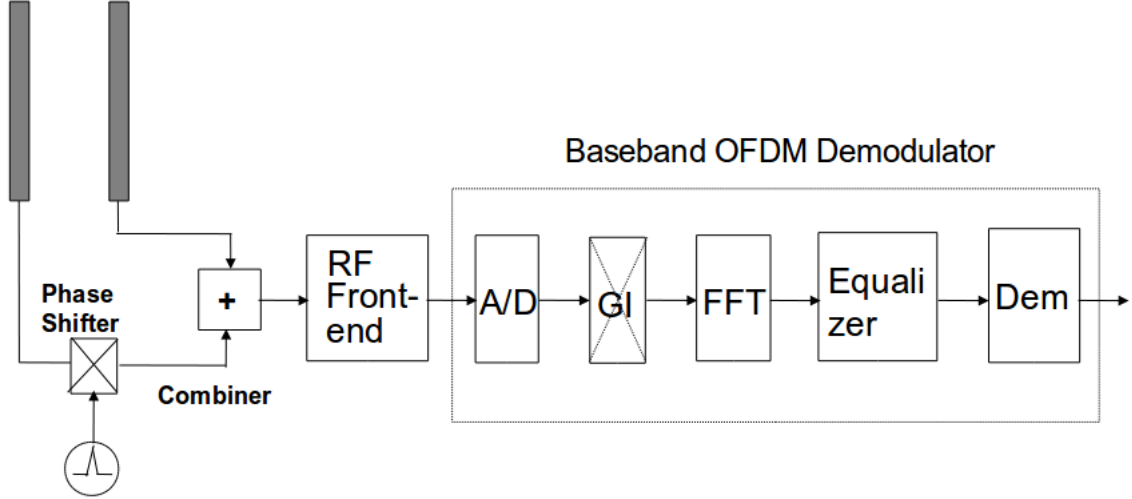 Baseband OFDM Demodulator
Phase
Shifter
+
Combiner
RF
Front-
end
A/D
GI
FFT
Equali
zer
Dem